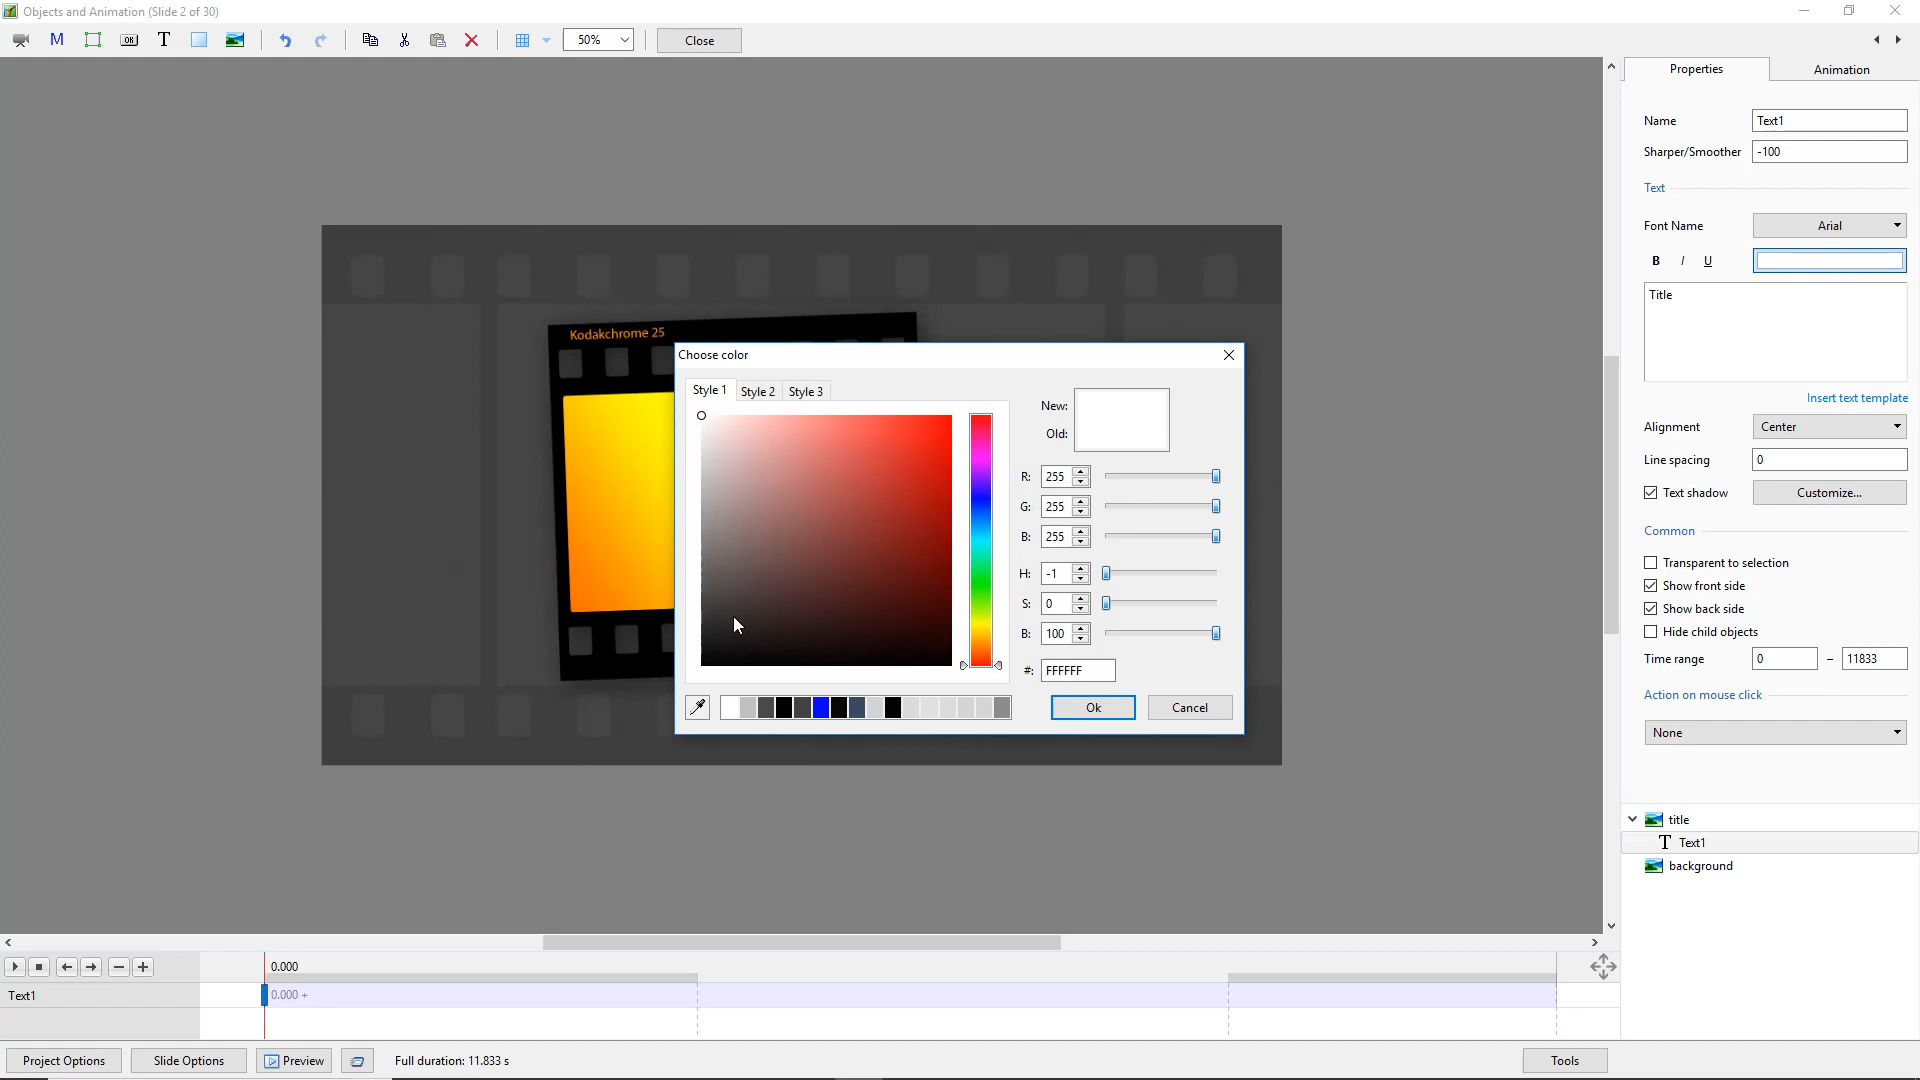 Objects and Animation (Slide 2 of 30)
M OK T 50% Close
Properties Animation
Name Text1
Sharper/Smoother -100
Text
Font Name Arial
B I U
Title
Insert text template
Alignment Center
Line spacing 0
Text shadow Customize...
Common
Transparent to selection
Show front side
Show back side
Hide child objects
Time range 0 – 11833
Action on mouse click
None
title
T Text1
background
Kodakchrome 25
Choose color
Style 1 Style 2 Style 3
New:
Old:
R: 255
G: 255
B: 255
H: -1
S: 0
B: 100
#: FFFFFF
Ok Cancel
0.000
Text1 0.000 +
Project Options Slide Options Preview Full duration: 11.833 s Tools